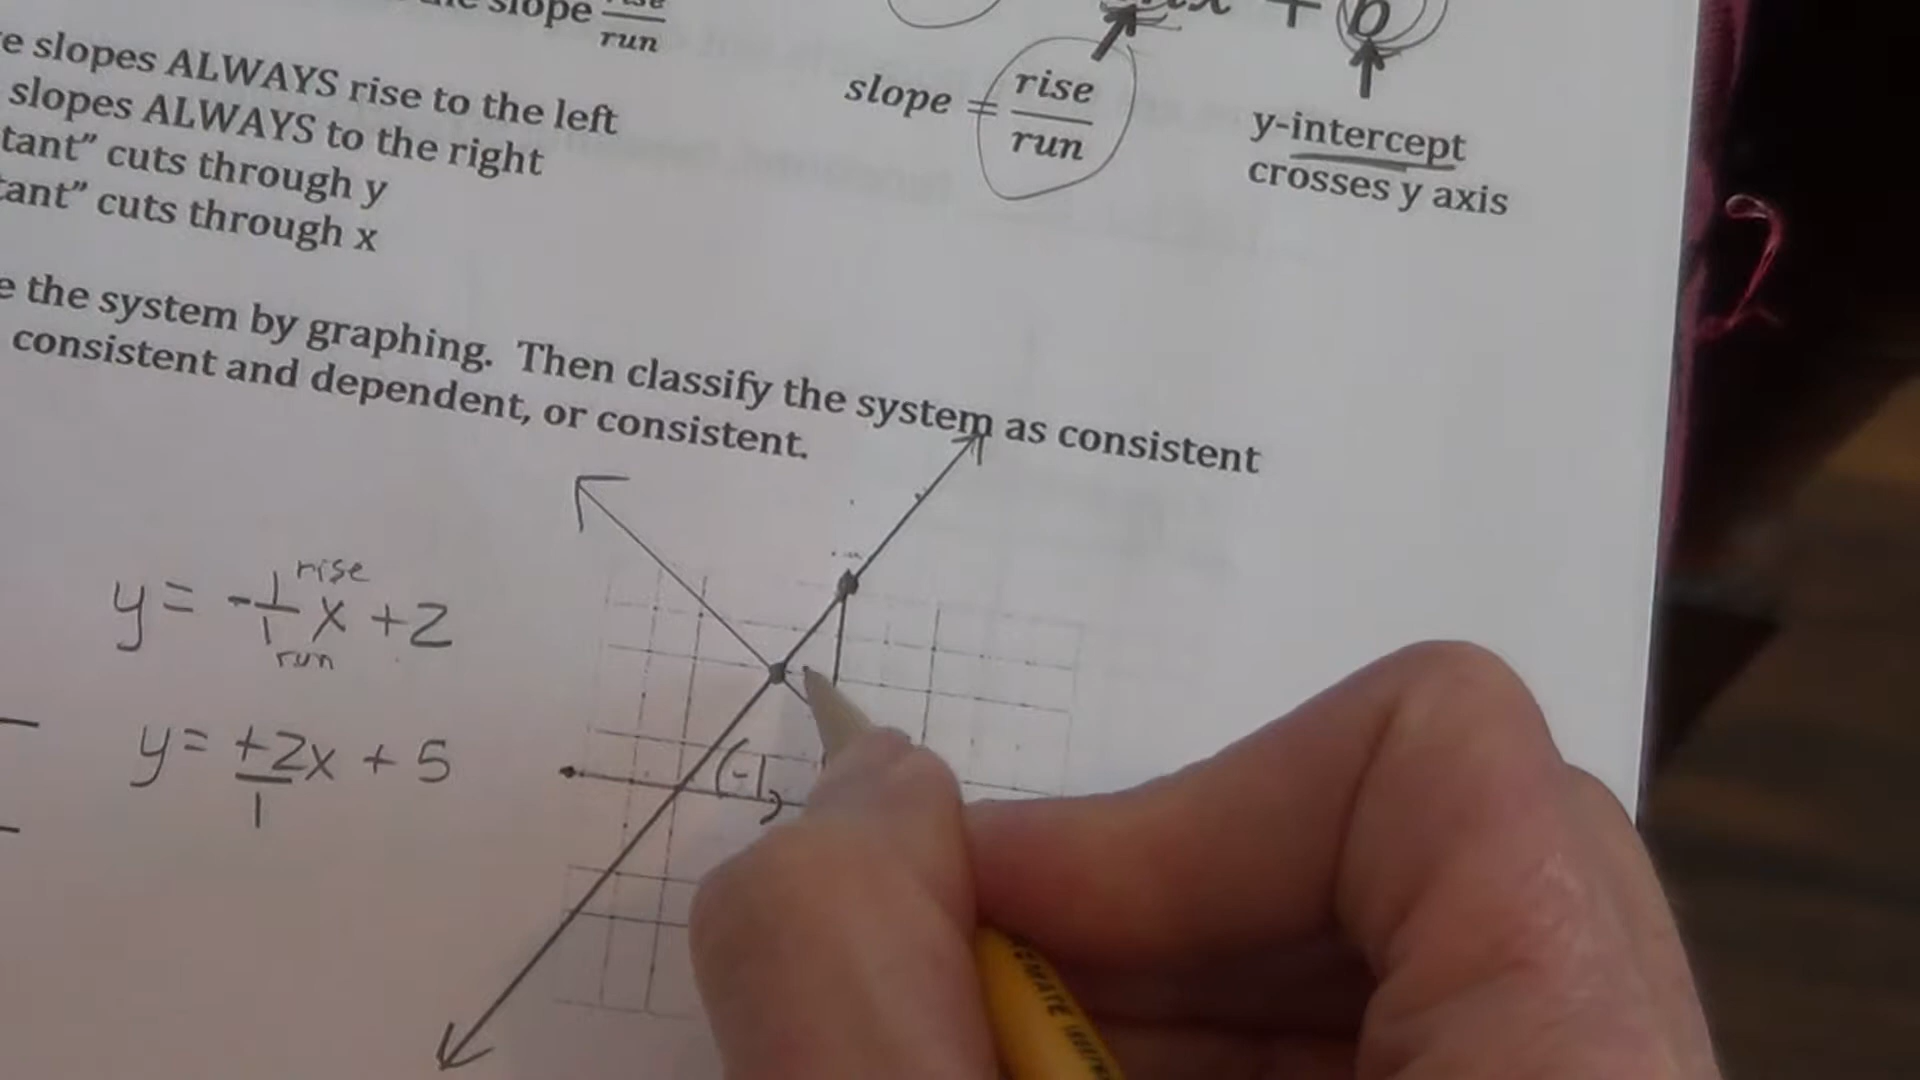 slope rise
run
x + b
slopes ALWAYS rise to the left
slopes ALWAYS to the right
tant" cuts through y
tant" cuts through x
slope = rise
run
y-intercept
crosses y axis
the system by graphing. Then classify the system as consistent
consistent and dependent, or consistent.
rise
y = -1/1 x + 2
run
y = +2x + 5
1
(-1,